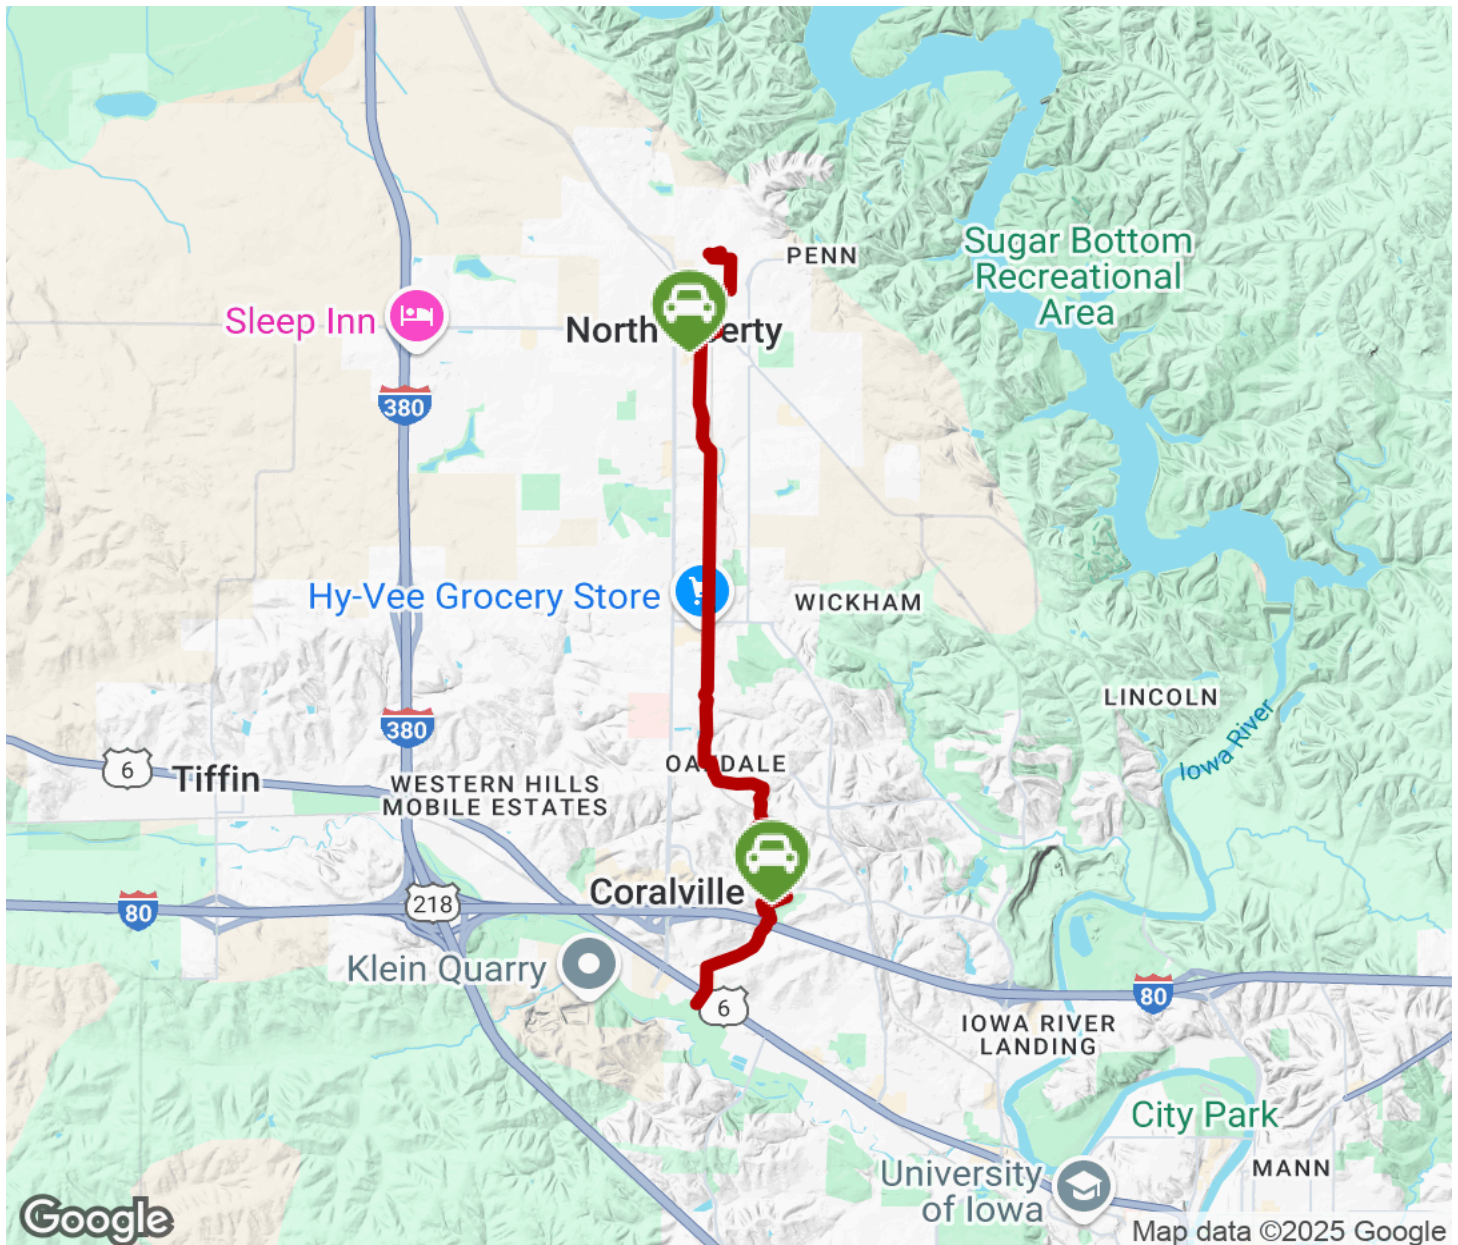 PENN
Sugar Bottom
Recreational
Area
Sleep Inn
North erty
380
Hy-Vee Grocery Store
WICKHAM
LINCOLN
Iowa River
380
6
Tiffin
OA DALE
WESTERN HILLS
MOBILE ESTATES
Coralville
80
218
Klein Quarry
80
6
IOWA RIVER
LANDING
City Park
MANN
University
of Iowa
Google
Map data ©2025 Google